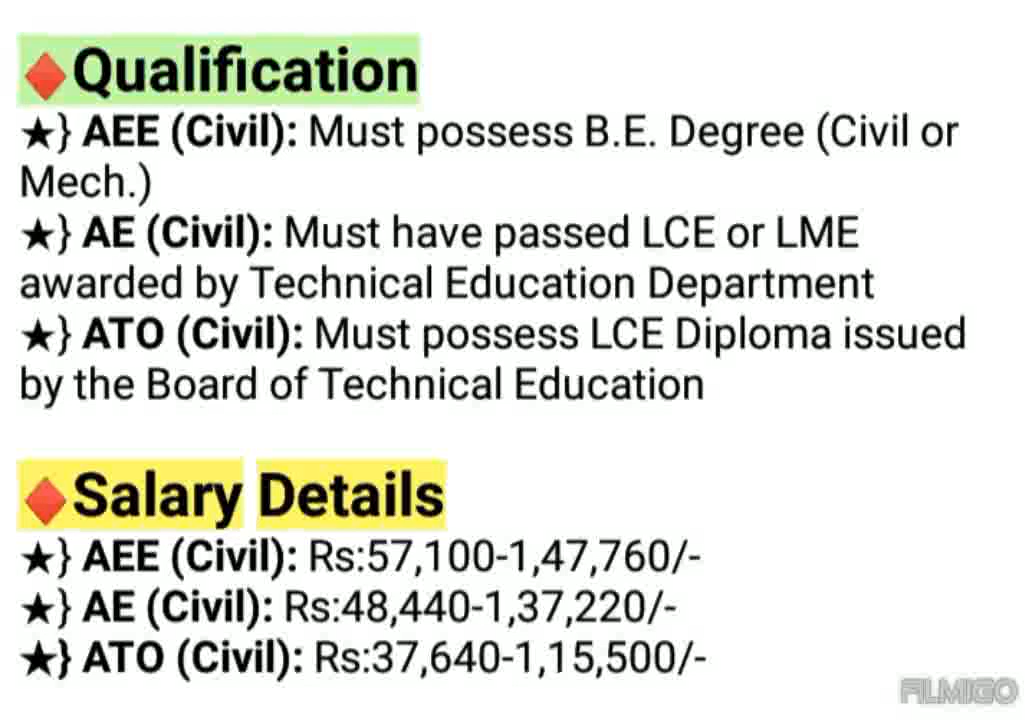 ♦Qualification
★} AEE (Civil): Must possess B.E. Degree (Civil or
Mech.)
★} AE (Civil): Must have passed LCE or LME
awarded by Technical Education Department
★} ATO (Civil): Must possess LCE Diploma issued
by the Board of Technical Education
♦Salary Details
★} AEE (Civil): Rs:57,100-1,47,760/-
★} AE (Civil): Rs:48,440-1,37,220/-
★} ATO (Civil): Rs:37,640-1,15,500/-
FILMIGO